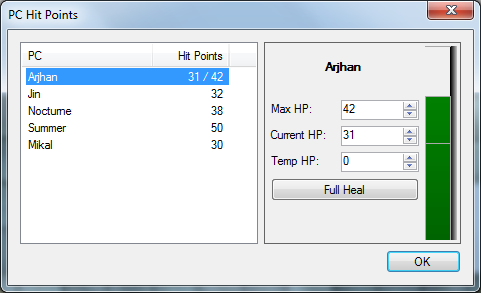 PC Hit Points
PC Hit Points
Arjhan 31 / 42
Jin 32
Nocturne 38
Summer 50
Mikal 30
Arjhan
Max HP: 42
Current HP: 31
Temp HP: 0
Full Heal
OK